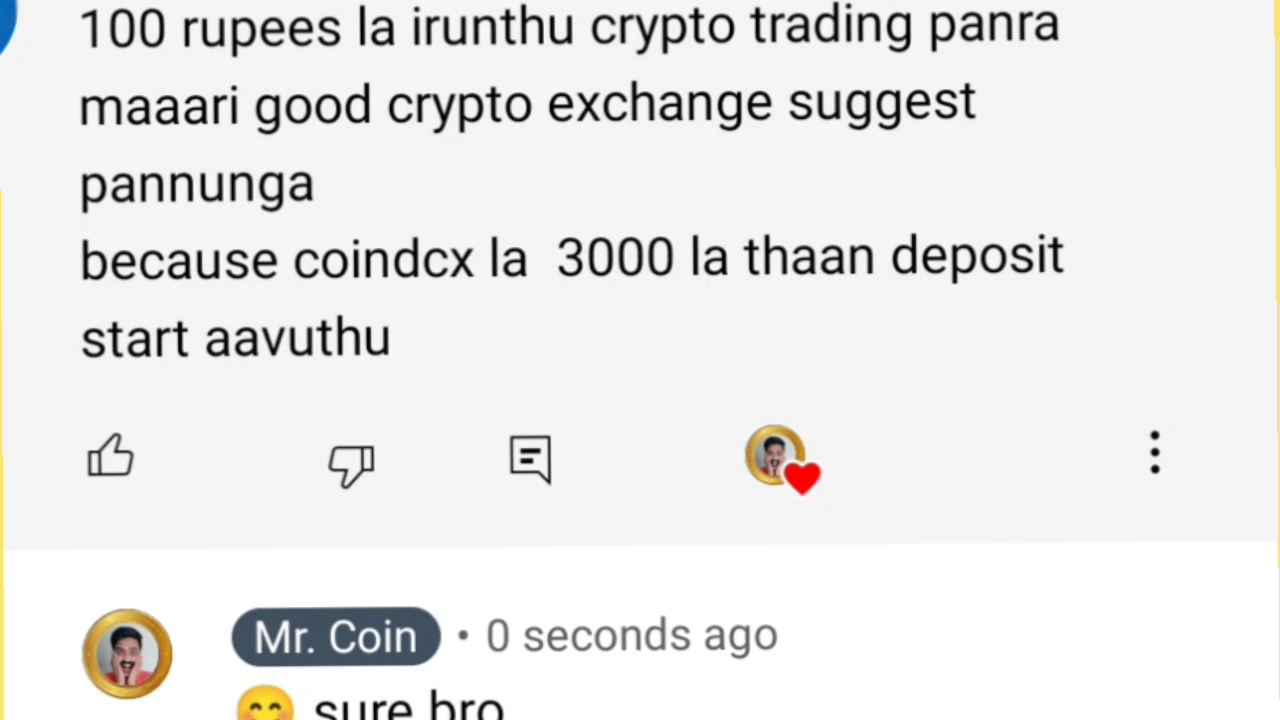 100 rupees la irunthu crypto trading panra
maaari good crypto exchange suggest
pannunga
because coindcx la 3000 la thaan deposit
start aavuthu
Mr. Coin • 0 seconds ago
😊 sure bro